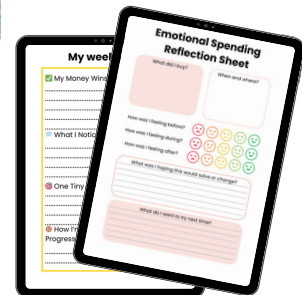 My week
✅ My Money Wins
What I Notic
🎯 One Tiny
How I'm
Progress
Emotional Spending
Reflection Sheet
What did I buy?
When and where?
How was I feeling before?
How was I feeling during?
How was I feeling after?
What was I hoping this would solve or change?
What do I want to try next time?